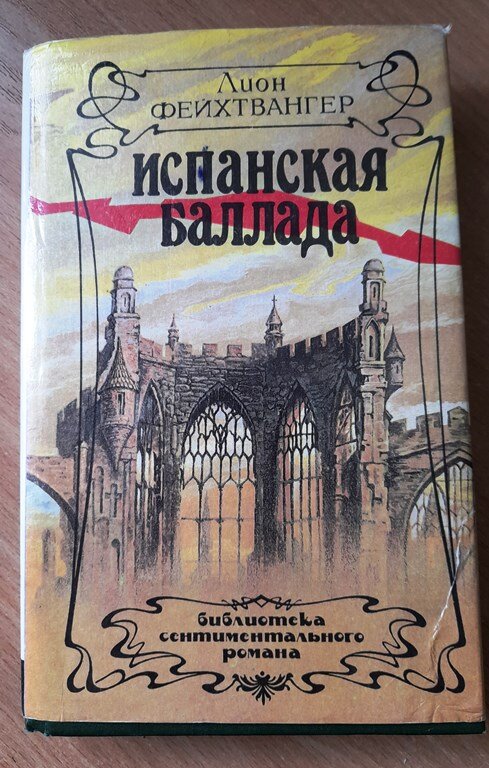 Лион
ФЕЙХТВАНГЕР
ИСПАНСКАЯ
БАЛЛАДА
библиотека
сентиментального
романа